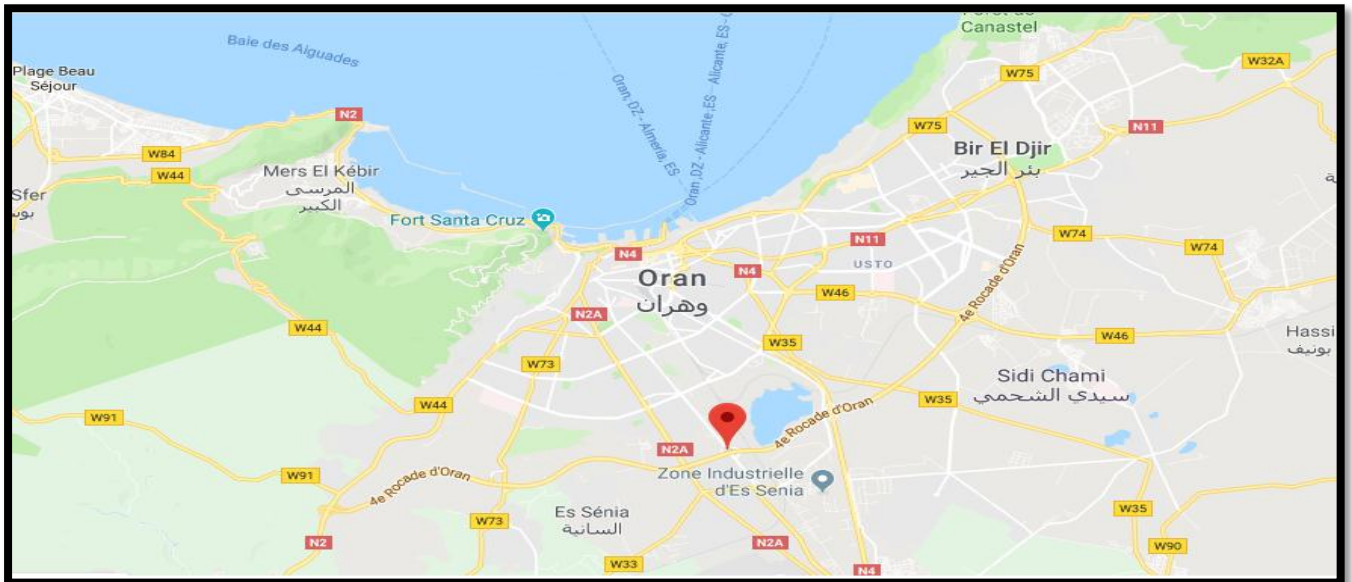 Canastel
Baie des Aiguades
Plage Beau
Séjour
W32A
W75
N2
N11
W75
W84
Bir El Djir
بئر الجير
W44
Mers El Kébir
المرسى
الكبير
Sfer
Oran, DZ - Almeria, ES
Oran ,DZ - Alicante, ES - Alicante, ES -
Fort Santa Cruz
N11
W74
W74
N4
N4
USTO
Oran
وهران
W46
4e Rocade d'Oran
N2A
W44
W35
W46
Hassi
بونيف
W73
Sidi Chami
سيدي الشحمي
W44
W35
W91
4e Rocade d'Oran
N2A
W91
4e Rocade d'Oran
Zone Industrielle
d'Es Senia
Es Sénia
السانية
W73
W35
N2
N2A
W90
W33
N4